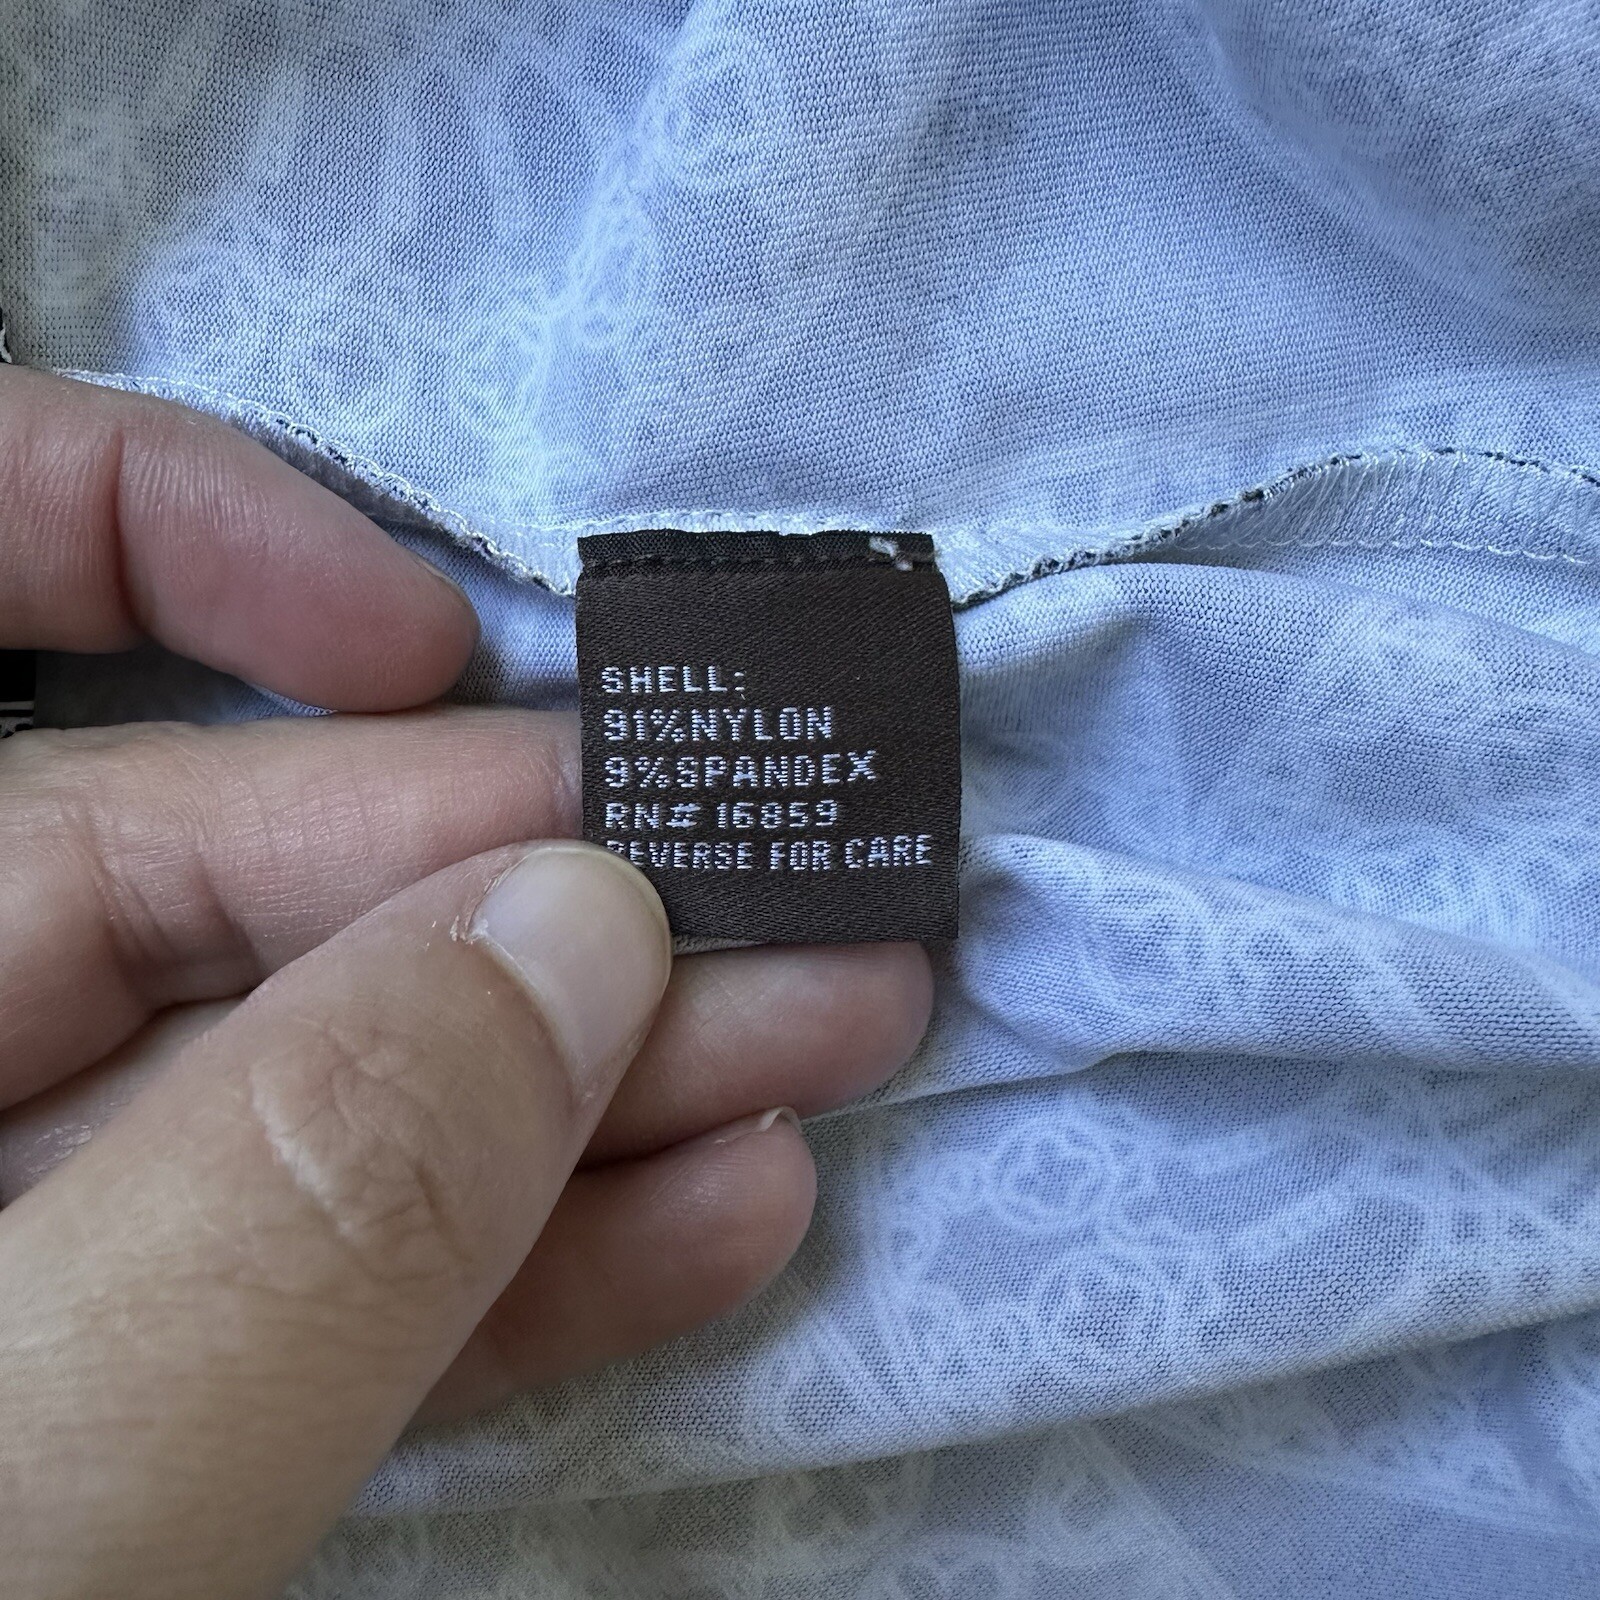 SHELL:
91%NYLON
9%SPANDEX
RN# 16859
REVERSE FOR CARE